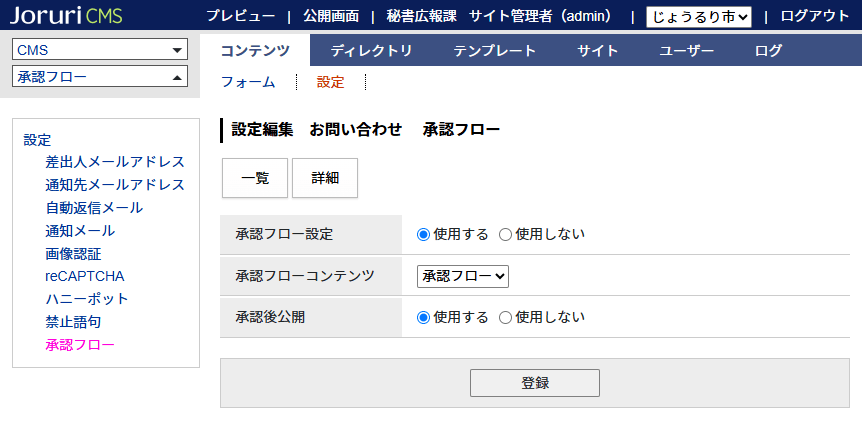 Joruri CMS プレビュー | 公開画面 | 秘書広報課 サイト管理者（admin） | じょうるり市 | ログアウト
CMS
承認フロー
コンテンツ ディレクトリ テンプレート サイト ユーザー ログ
フォーム 設定
設定
差出人メールアドレス
通知先メールアドレス
自動返信メール
通知メール
画像認証
reCAPTCHA
ハニーポット
禁止語句
承認フロー
設定編集 お問い合わせ 承認フロー
一覧 詳細
承認フロー設定 使用する 使用しない
承認フローコンテンツ 承認フロー
承認後公開 使用する 使用しない
登録